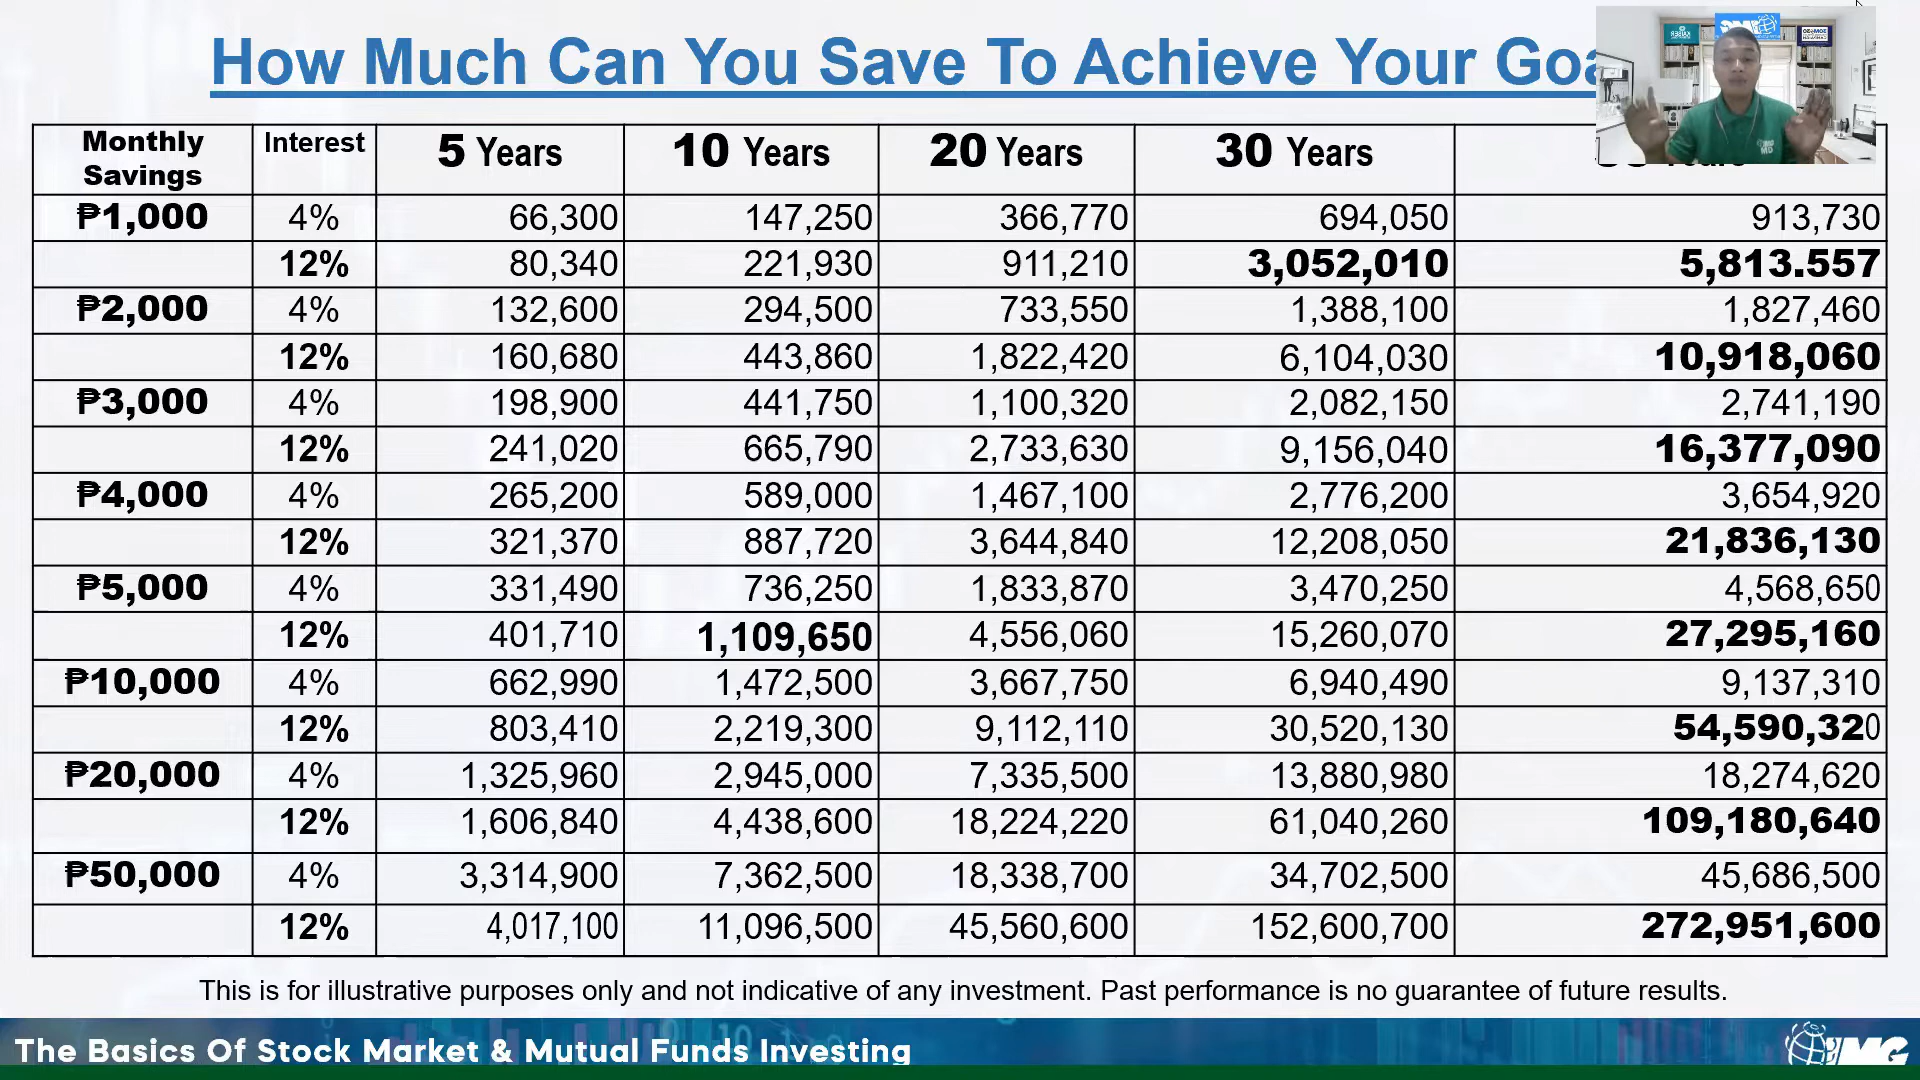 How Much Can You Save To Achieve Your Goa
Monthly Savings Interest 5 Years 10 Years 20 Years 30 Years
₱1,000 4% 66,300 147,250 366,770 694,050 913,730
12% 80,340 221,930 911,210 3,052,010 5,813.557
₱2,000 4% 132,600 294,500 733,550 1,388,100 1,827,460
12% 160,680 443,860 1,822,420 6,104,030 10,918,060
₱3,000 4% 198,900 441,750 1,100,320 2,082,150 2,741,190
12% 241,020 665,790 2,733,630 9,156,040 16,377,090
₱4,000 4% 265,200 589,000 1,467,100 2,776,200 3,654,920
12% 321,370 887,720 3,644,840 12,208,050 21,836,130
₱5,000 4% 331,490 736,250 1,833,870 3,470,250 4,568,650
12% 401,710 1,109,650 4,556,060 15,260,070 27,295,160
₱10,000 4% 662,990 1,472,500 3,667,750 6,940,490 9,137,310
12% 803,410 2,219,300 9,112,110 30,520,130 54,590,320
₱20,000 4% 1,325,960 2,945,000 7,335,500 13,880,980 18,274,620
12% 1,606,840 4,438,600 18,224,220 61,040,260 109,180,640
₱50,000 4% 3,314,900 7,362,500 18,338,700 34,702,500 45,686,500
12% 4,017,100 11,096,500 45,560,600 152,600,700 272,951,600
This is for illustrative purposes only and not indicative of any investment. Past performance is no guarantee of future results.
The Basics Of Stock Market & Mutual Funds Investing
IMG